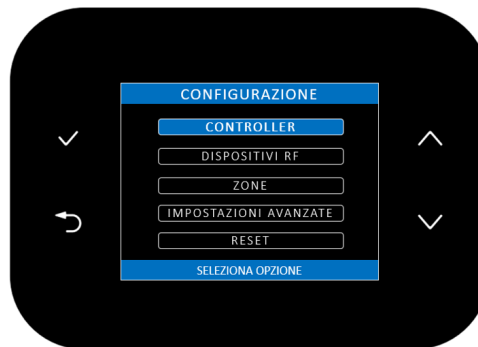 CONFIGURAZIONE
CONTROLLER
DISPOSITIVI RF
ZONE
IMPOSTAZIONI AVANZATE
RESET
SELEZIONA OPZIONE